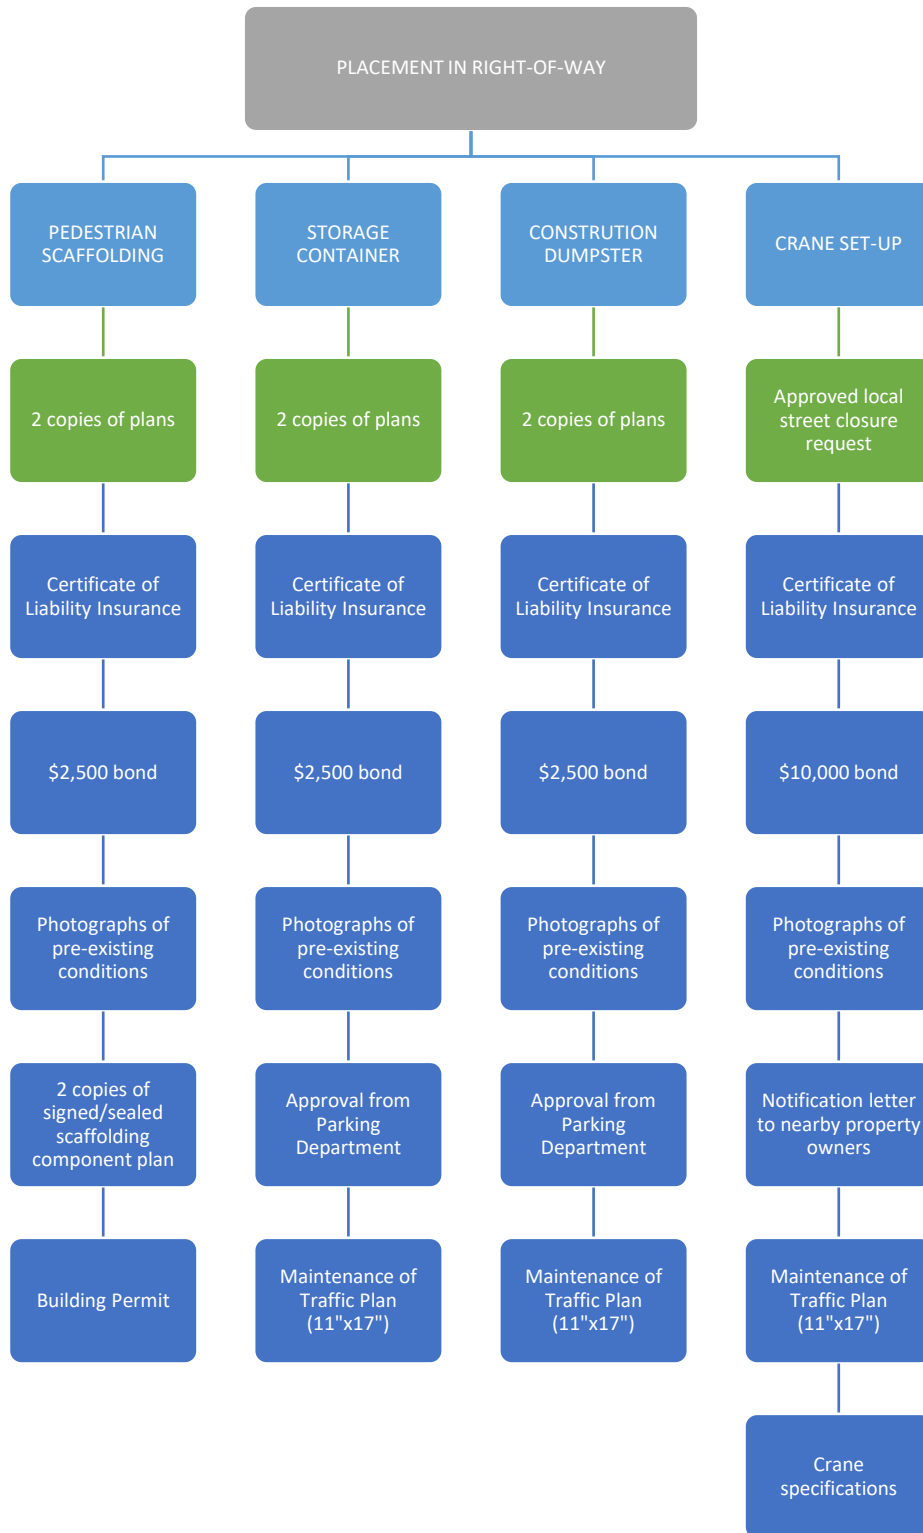 PLACEMENT IN RIGHT-OF-WAY
PEDESTRIAN
SCAFFOLDING
2 copies of plans
Certificate of
Liability Insurance
$2,500 bond
Photographs of
pre-existing
conditions
2 copies of
signed/sealed
scaffolding
component plan
Building Permit
STORAGE
CONTAINER
2 copies of plans
Certificate of
Liability Insurance
$2,500 bond
Photographs of
pre-existing
conditions
Approval from
Parking
Department
Maintenance of
Traffic Plan
(11"x17")
CONSTRUTION
DUMPSTER
2 copies of plans
Certificate of
Liability Insurance
$2,500 bond
Photographs of
pre-existing
conditions
Approval from
Parking
Department
Maintenance of
Traffic Plan
(11"x17")
CRANE SET-UP
Approved local
street closure
request
Certificate of
Liability Insurance
$10,000 bond
Photographs of
pre-existing
conditions
Notification letter
to nearby property
owners
Maintenance of
Traffic Plan
(11"x17")
Crane
specifications